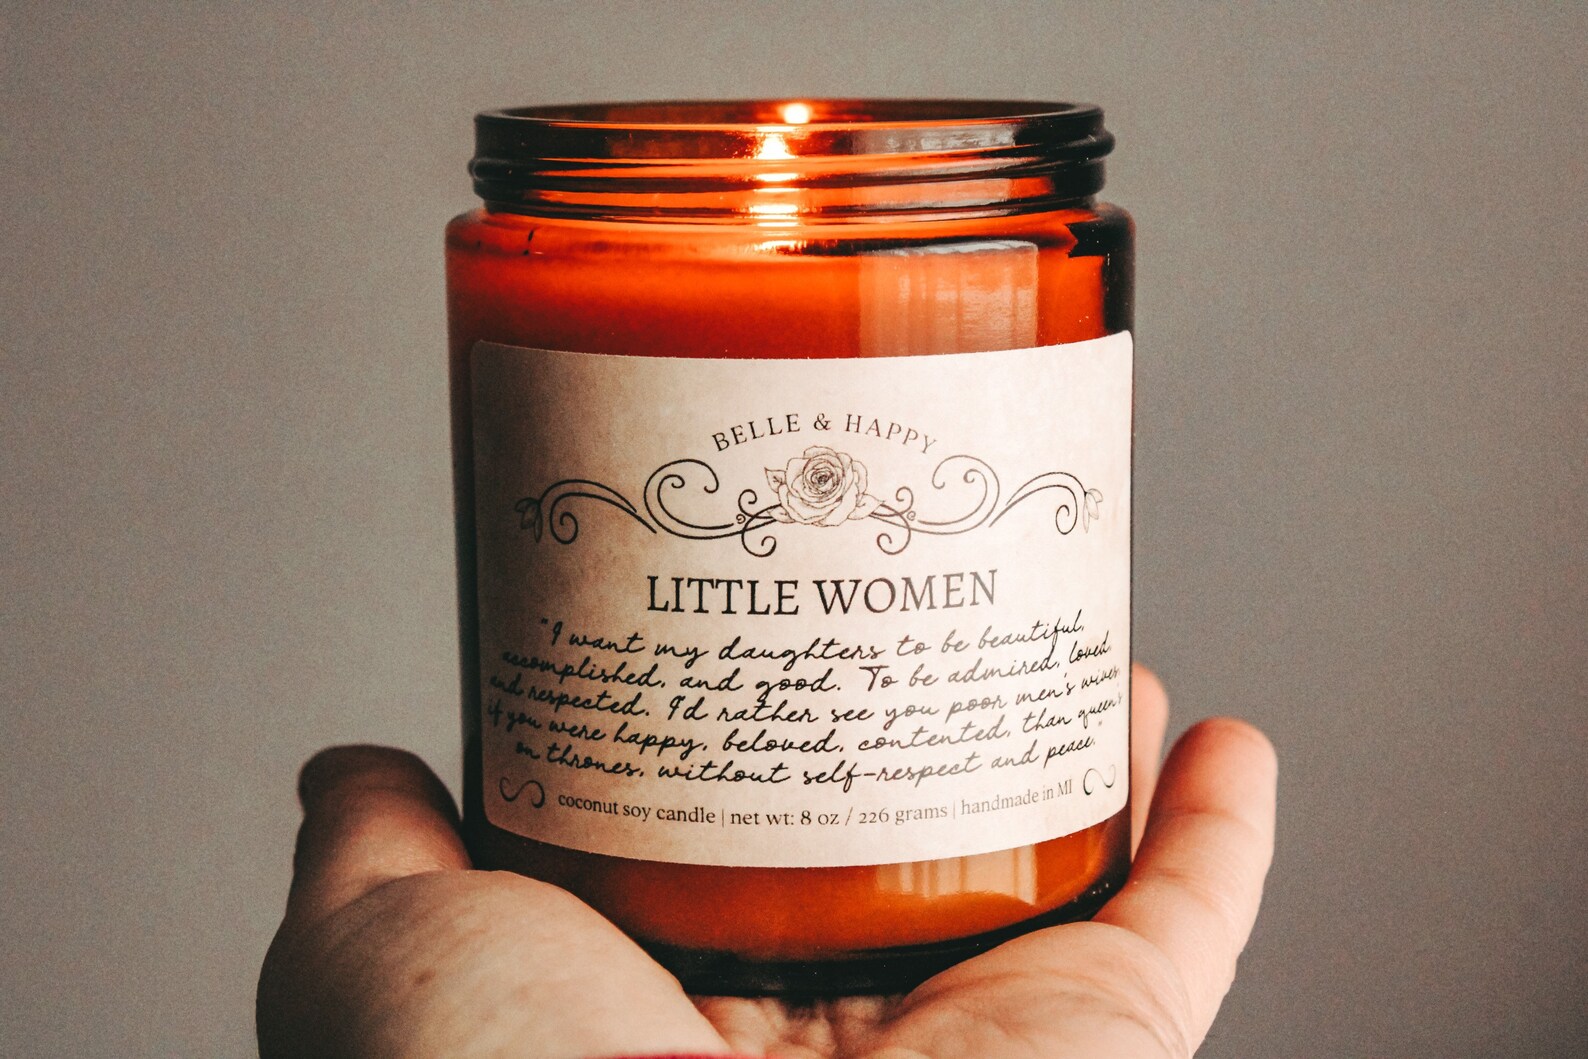 BELLE & HAPPY
LITTLE WOMEN
"I want my daughters to be beautiful,
accomplished, and good. To be admired, loved,
and respected. I'd rather see you poor men's wives,
if you were happy, beloved, contented, than queens
on thrones, without self-respect and peace."
coconut soy candle | net wt: 8 oz / 226 grams | handmade in MI